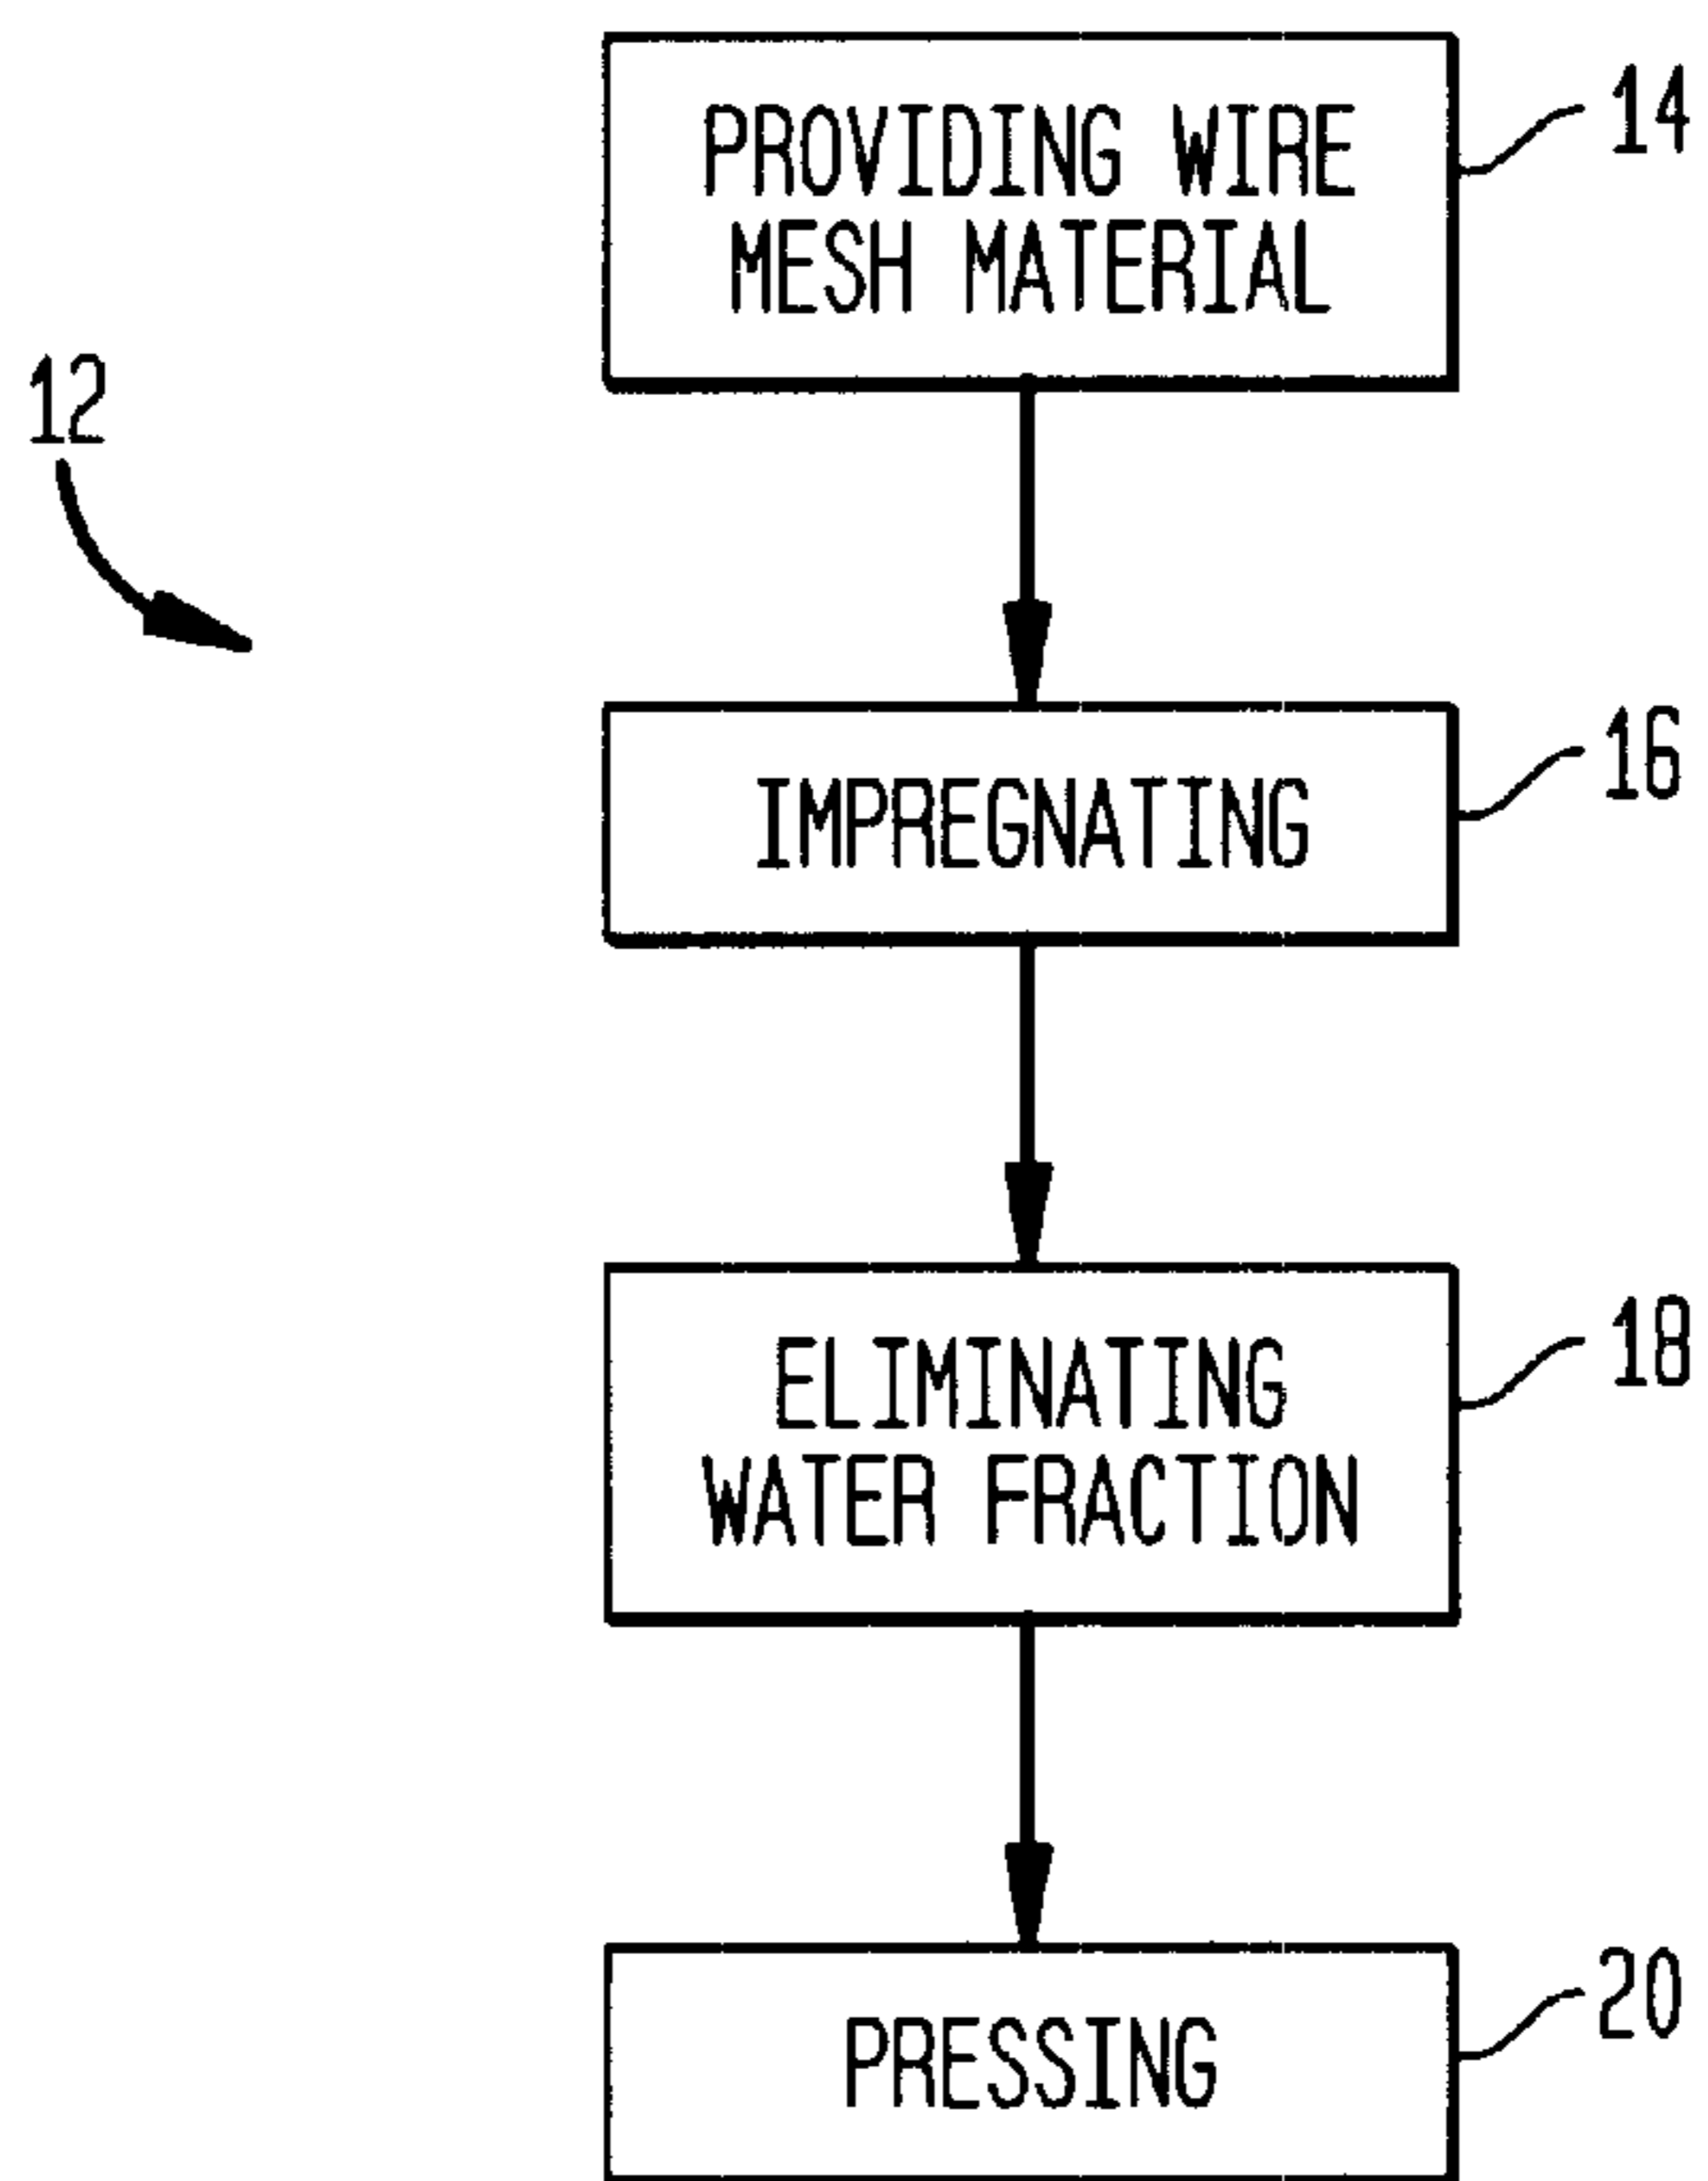 PROVIDING WIRE
MESH MATERIAL
14
12
IMPREGNATING
16
ELIMINATING
WATER FRACTION
18
PRESSING
20